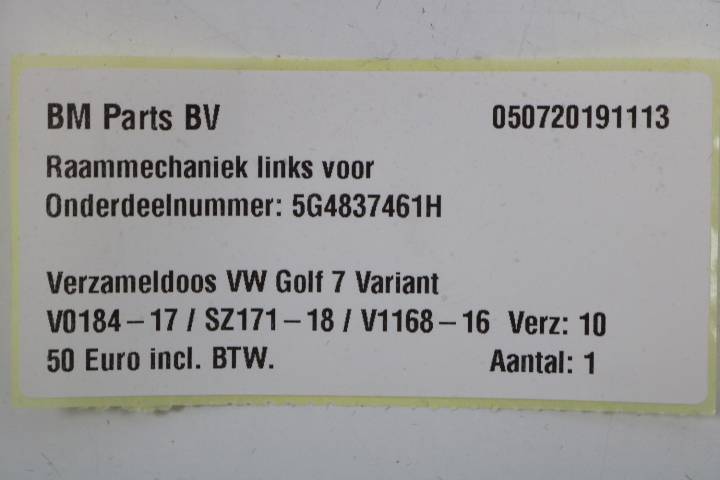 BM Parts BV 050720191113
Raammechaniek links voor
Onderdeelnummer: 5G4837461H
Verzameldoos VW Golf 7 Variant
V0184-17 / SZ171-18 / V1168-16 Verz: 10
50 Euro incl. BTW. Aantal: 1